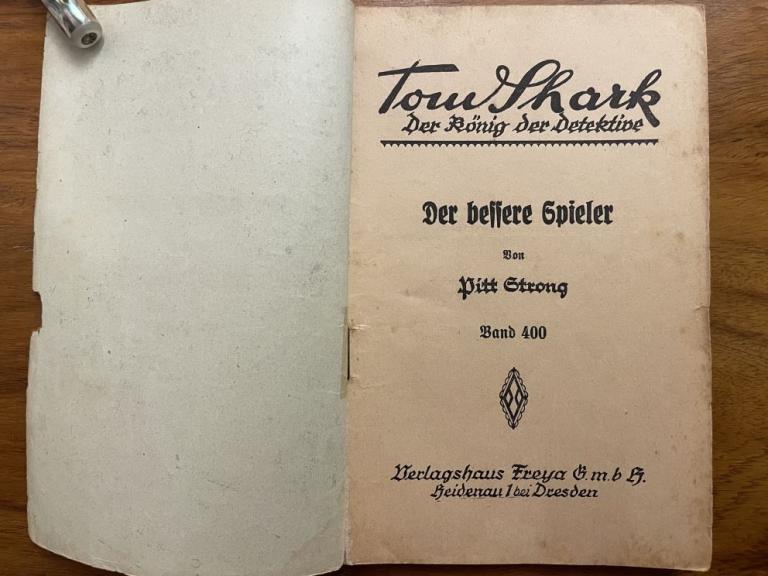 Tom Shark
Der König der Detektive
Der bessere Spieler
Von
Pitt Strong
Band 400
Verlagshaus Freya G.m.b H.
Heidenau 1 bei Dresden